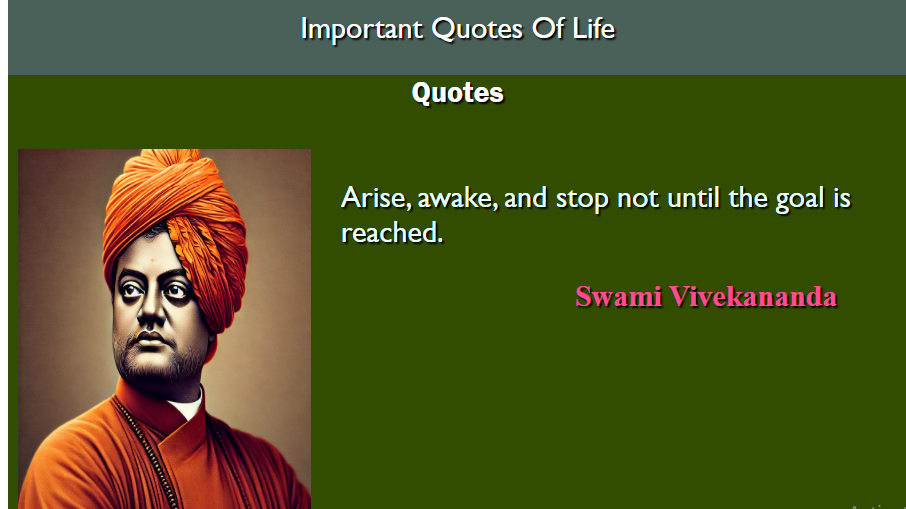 Important Quotes Of Life
Quotes
Arise, awake, and stop not until the goal is
reached.
Swami Vivekananda